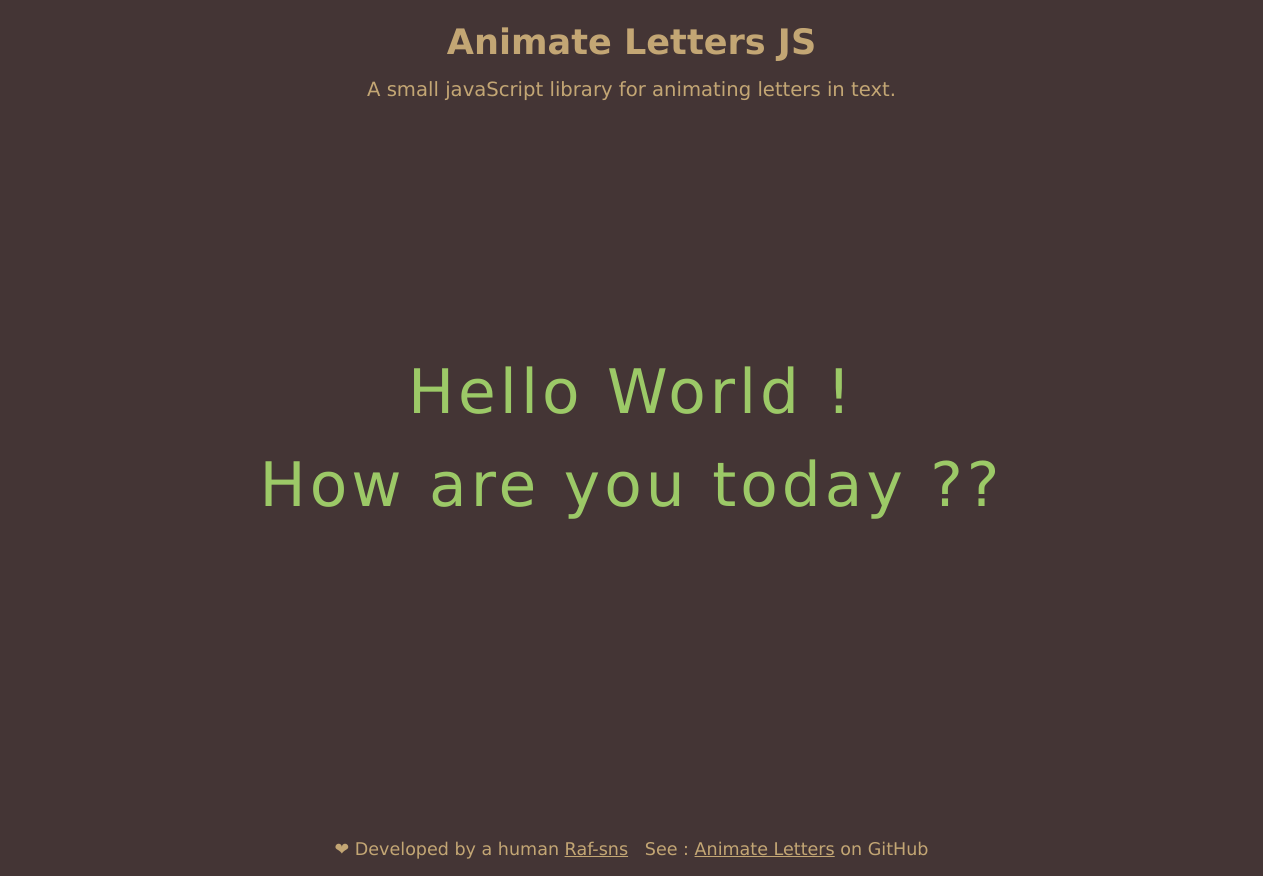 Animate Letters JS
A small javaScript library for animating letters in text.
Hello World !
How are you today ??
❤ Developed by a human Raf-sns See : Animate Letters on GitHub